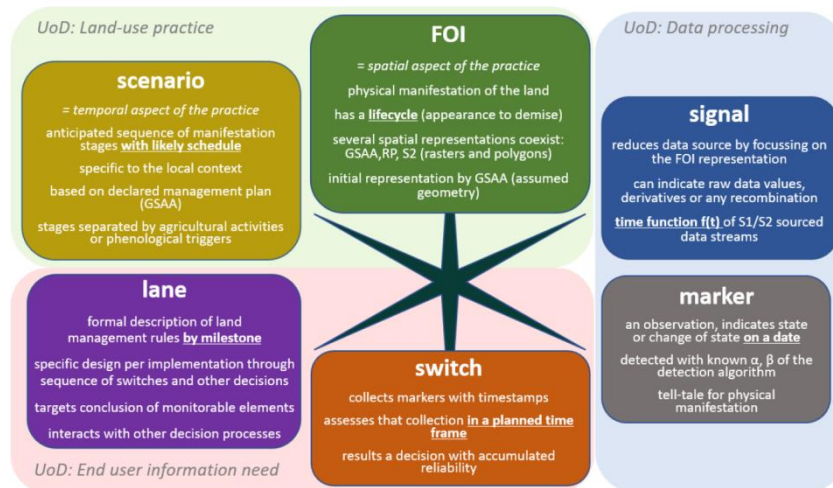 UoD: Land-use practice
scenario
= temporal aspect of the practice
anticipated sequence of manifestation
stages with likely schedule
specific to the local context
based on declared management plan
(GSAA)
stages separated by agricultural activities
or phenological triggers
FOI
= spatial aspect of the practice
physical manifestation of the land
has a lifecycle (appearance to demise)
several spatial representations coexist:
GSAA,RP, S2 (rasters and polygons)
initial representation by GSAA (assumed
geometry)
UoD: Data processing
signal
reduces data source by focussing on
the FOI representation
can indicate raw data values,
derivatives or any recombination
time function f(t) of S1/S2 sourced
data streams
lane
formal description of land
management rules by milestone
specific design per implementation through
sequence of switches and other decisions
targets conclusion of monitorable elements
interacts with other decision processes
UoD: End user information need
switch
collects markers with timestamps
assesses that collection in a planned time
frame
results a decision with accumulated
reliability
marker
an observation, indicates state
or change of state on a date
detected with known α, β of the
detection algorithm
tell-tale for physical
manifestation